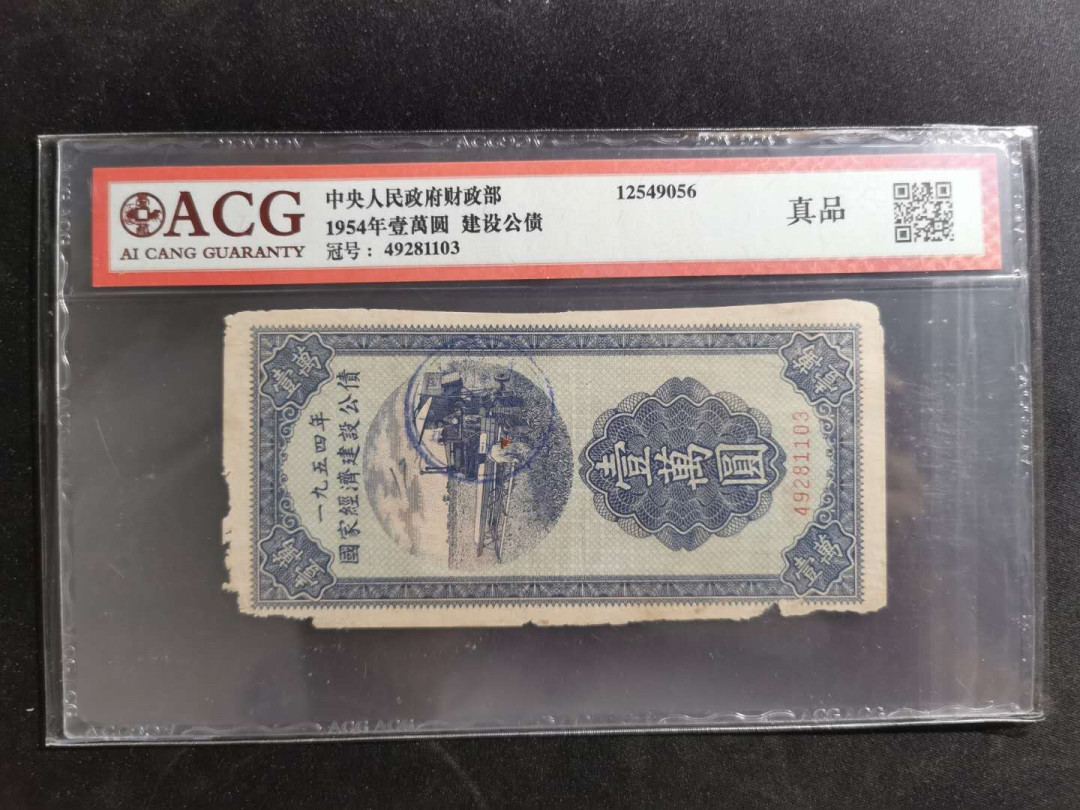 ACG
AI CANG GUARANTY
中央人民政府财政部
1954年壹萬圆 建设公债
冠号: 49281103
12549056
真品
一九五四年
國家經濟建設公債
壹萬圓
49281103
壹萬
壹萬
壹萬
壹萬